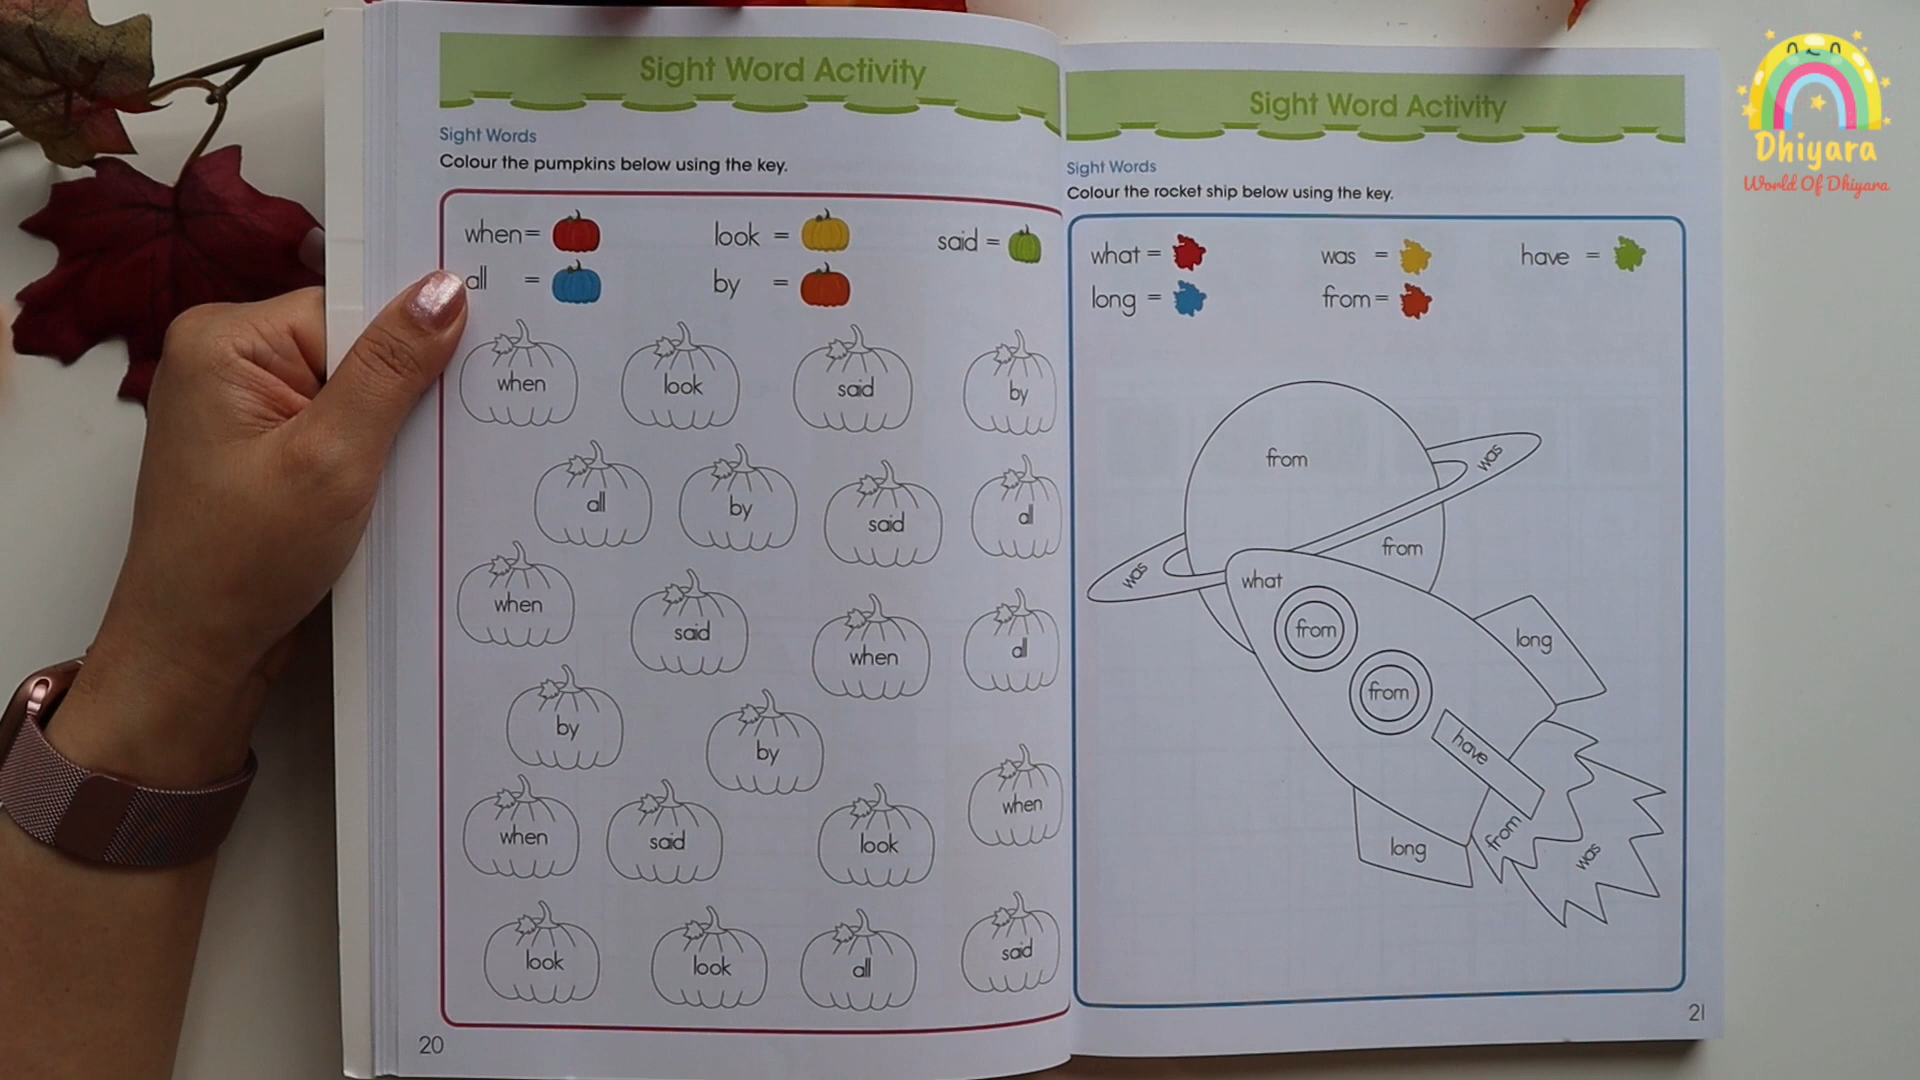 Sight Word Activity
Sight Words
Colour the pumpkins below using the key.
when =
look =
said =
all =
by =
when
look
said
by
all
by
said
all
when
said
when
all
by
by
when
when
said
look
look
look
all
said
20
Sight Word Activity
Sight Words
Colour the rocket ship below using the key.
what =
was =
have =
long =
from =
from
was
from
was
what
from
long
from
have
from
long
was
21
Dhiyara
World Of Dhiyara